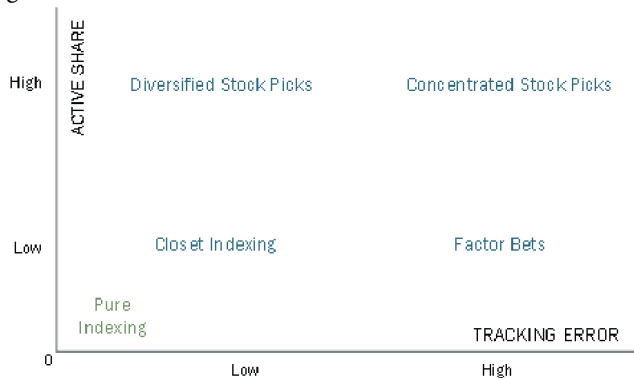 ACTIVE SHARE
High
Diversified Stock Picks
Concentrated Stock Picks
Low
Closet Indexing
Factor Bets
Pure
Indexing
TRACKING ERROR
0
Low
High